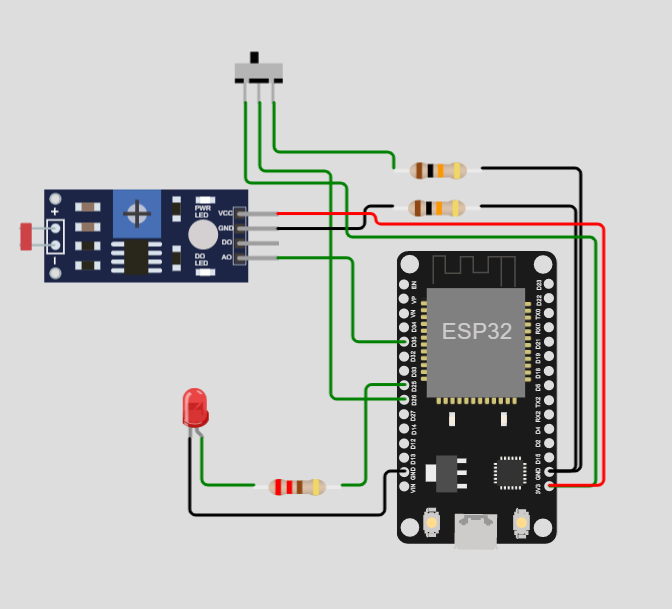 +
-
PWR
LED
DO
LED
VCC
GND
DO
AO
ESP32
EN
VP
VN
D34
D35
D32
D33
D25
D26
D27
D14
D12
D13
GND
VIN
D23
D22
TX0
RX0
D21
D19
D18
D5
TX2
RX2
D4
D2
D15
GND
3V3